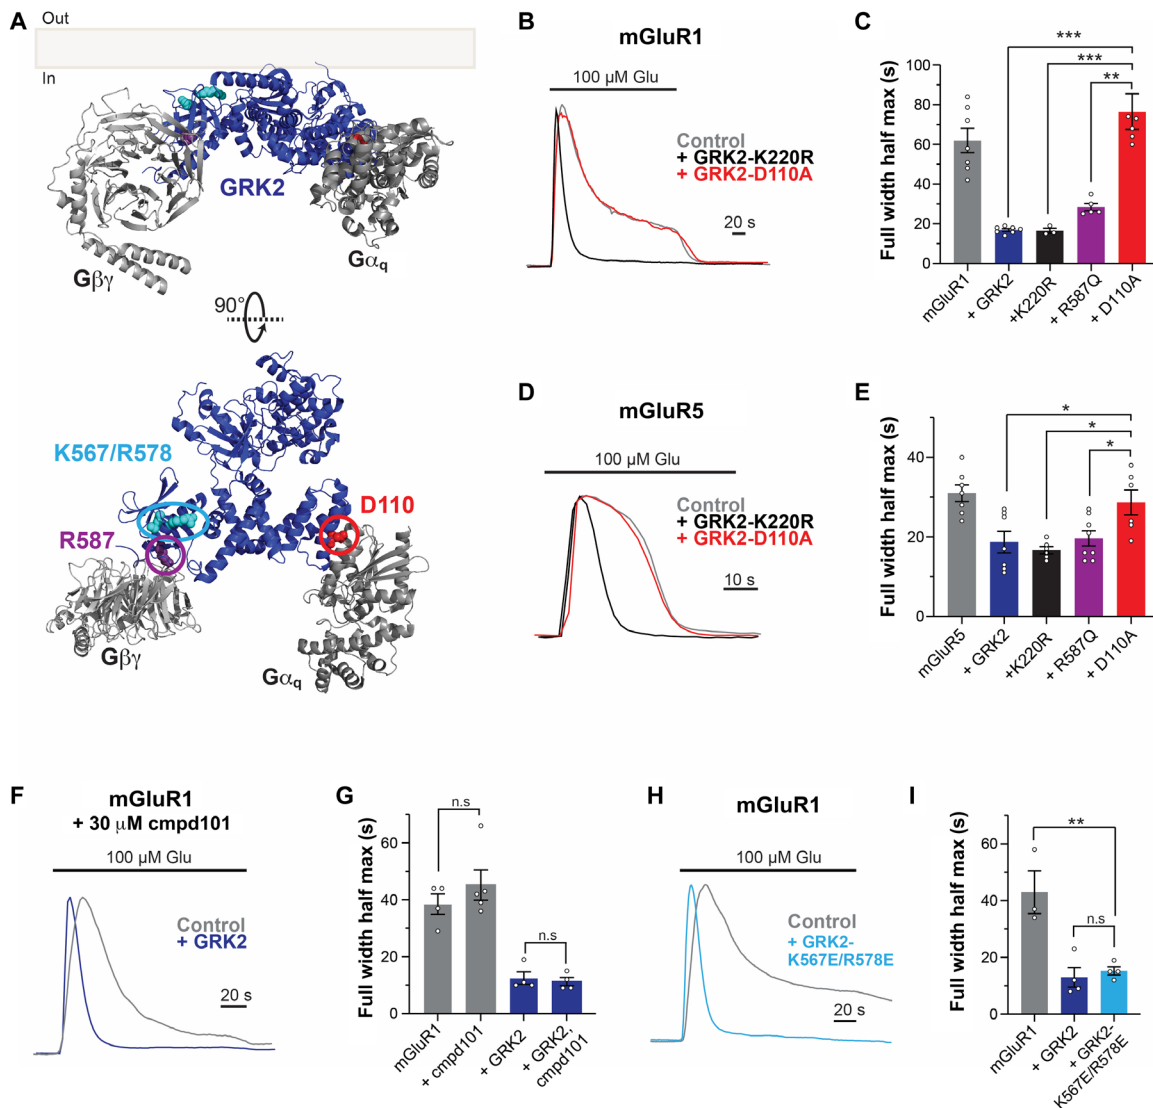 A
Out
In
GRK2
Gβγ
Gαq
90°
K567/R578
D110
R587
Gβγ
Gαq
B
mGluR1
100 µM Glu
Control
+ GRK2-K220R
+ GRK2-D110A
20 s
C
Full width half max (s)
100
80
60
40
20
0
***
***
**
mGluR1
+ GRK2
+K220R
+ R587Q
+ D110A
D
mGluR5
100 µM Glu
Control
+ GRK2-K220R
+ GRK2-D110A
10 s
E
Full width half max (s)
40
20
0
*
*
*
mGluR5
+ GRK2
+K220R
+ R587Q
+ D110A
F
mGluR1
+ 30 µM cmpd101
100 µM Glu
Control
+ GRK2
20 s
G
Full width half max (s)
60
40
20
0
n.s
n.s
mGluR1
+ cmpd101
+ GRK2
+ GRK2,
cmpd101
H
mGluR1
100 µM Glu
Control
+ GRK2-
K567E/R578E
20 s
I
Full width half max (s)
60
40
20
0
**
n.s
mGluR1
+ GRK2
+ GRK2-
K567E/R578E